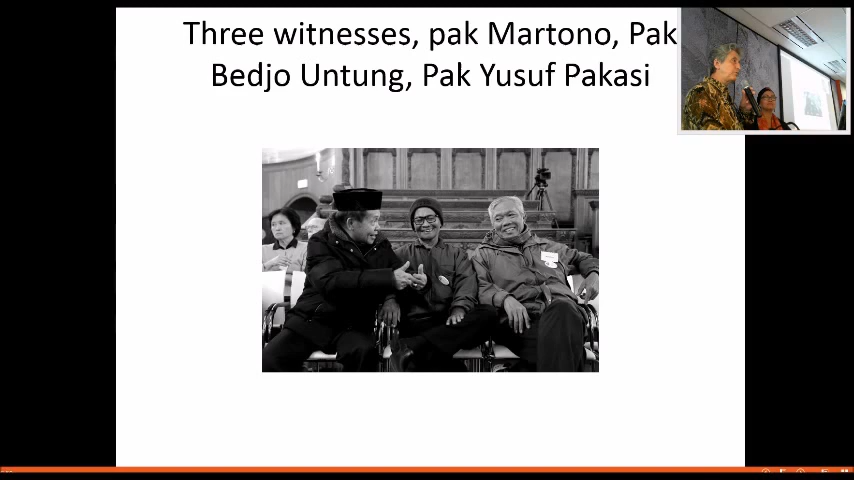 Three witnesses, pak Martono, Pak
Bedjo Untung, Pak Yusuf Pakasi